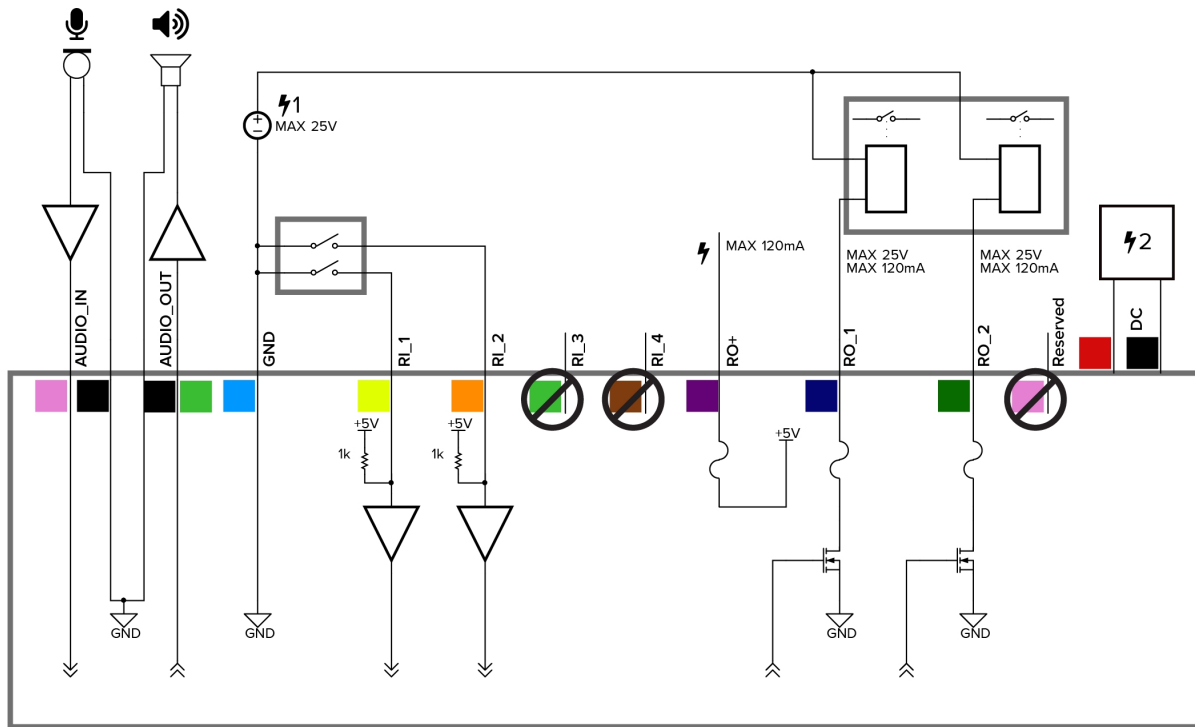 1
MAX 25V
MAX 120mA
MAX 25V
MAX 120mA
MAX 25V
MAX 120mA
2
AUDIO_IN
AUDIO_OUT
GND
RI_1
RI_2
RI_3
RI_4
RO+
RO_1
RO_2
Reserved
DC
+5V
1k
+5V
1k
+5V
GND
GND
GND
GND